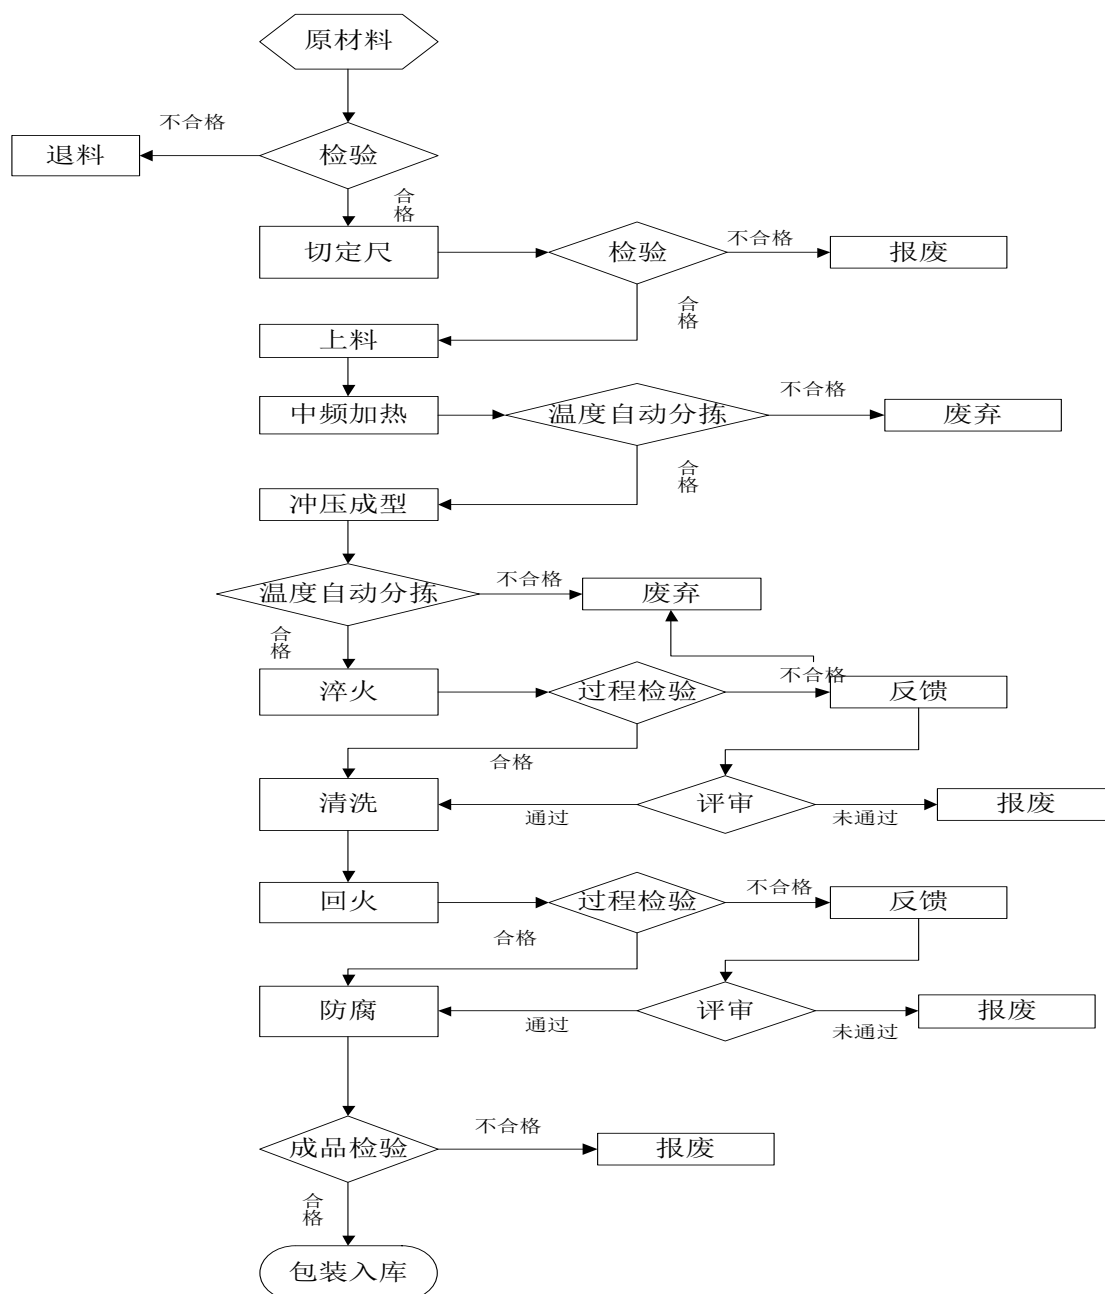 原材料
不合格
退料
检验
合格
切定尺
检验
不合格
报废
合格
上料
中频加热
温度自动分拣
不合格
废弃
合格
冲压成型
温度自动分拣
不合格
废弃
合格
淬火
过程检验
不合格
反馈
合格
清洗
通过
评审
未通过
报废
回火
过程检验
不合格
反馈
合格
防腐
通过
评审
未通过
报废
成品检验
不合格
报废
合格
包装入库